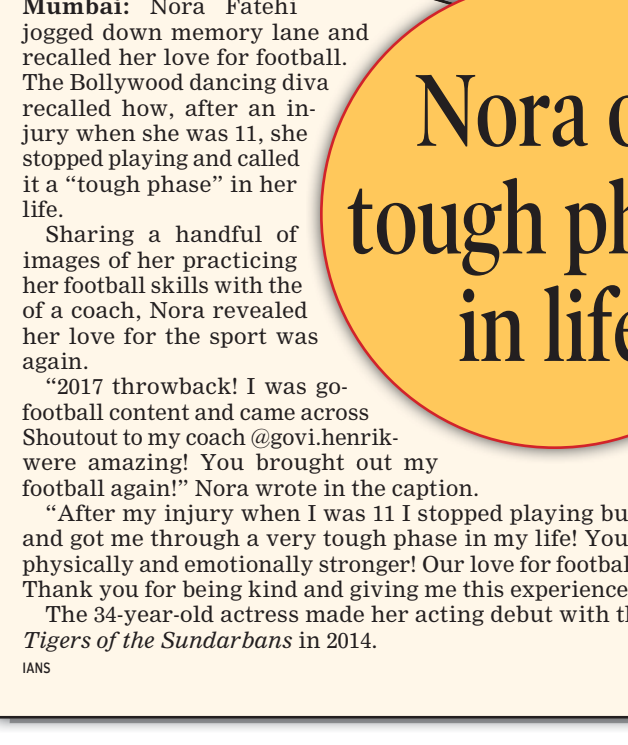 Mumbai: Nora Fatehi
jogged down memory lane and
recalled her love for football.
The Bollywood dancing diva
recalled how, after an in-
jury when she was 11, she
stopped playing and called
it a “tough phase” in her
life.
Sharing a handful of
images of her practicing
her football skills with the
of a coach, Nora revealed
her love for the sport was
again.
“2017 throwback! I was go-
football content and came across
Shoutout to my coach @govi.henrik-
were amazing! You brought out my
football again!” Nora wrote in the caption.
“After my injury when I was 11 I stopped playing bu
and got me through a very tough phase in my life! You
physically and emotionally stronger! Our love for footbal
Thank you for being kind and giving me this experience
The 34-year-old actress made her acting debut with th
Tigers of the Sundarbans in 2014.
IANS
Nora o
tough ph
in life